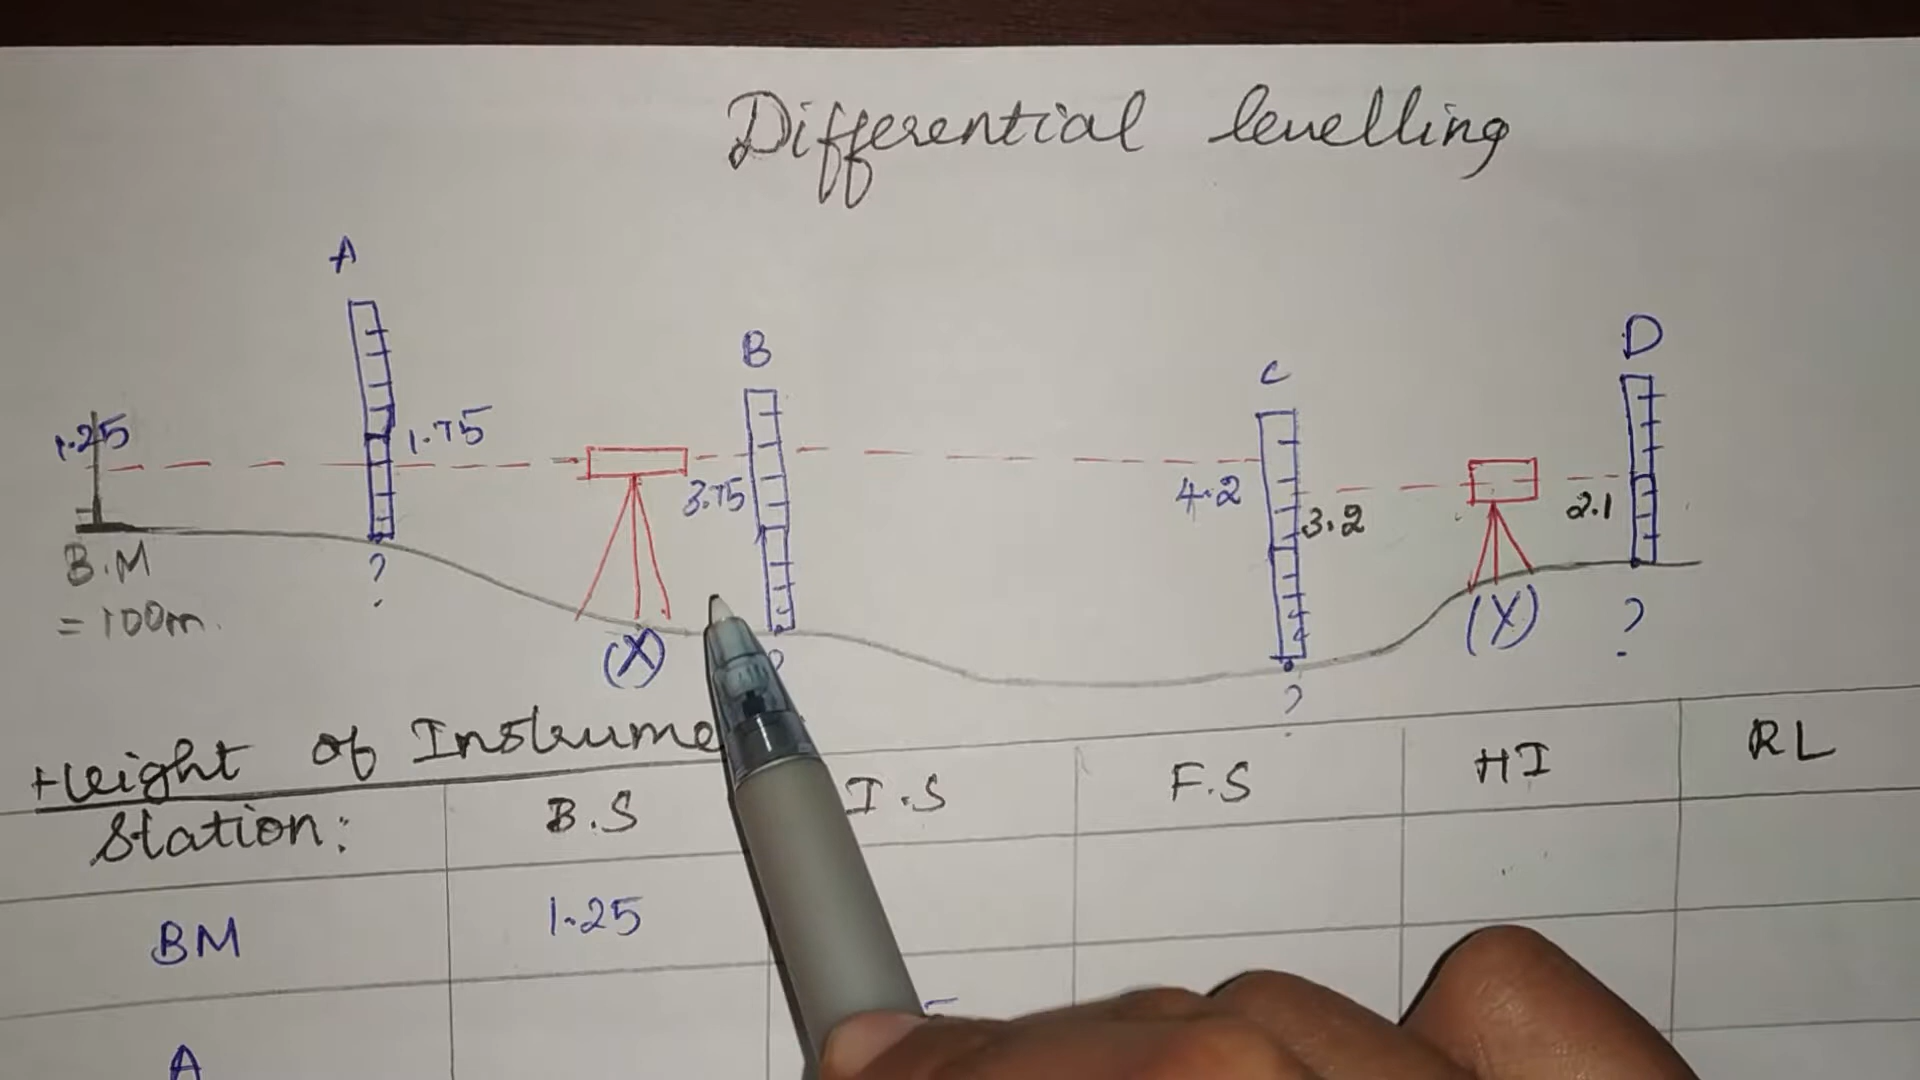 Differential levelling
A
B
C
D
1.25
1.75
3.75
4.2
3.2
2.1
B.M
= 100m.
?
(X)
?
?
(Y)
?
Height of Instrume
Station:
B.S
I.S
F.S
HI
RL
BM
1.25
A